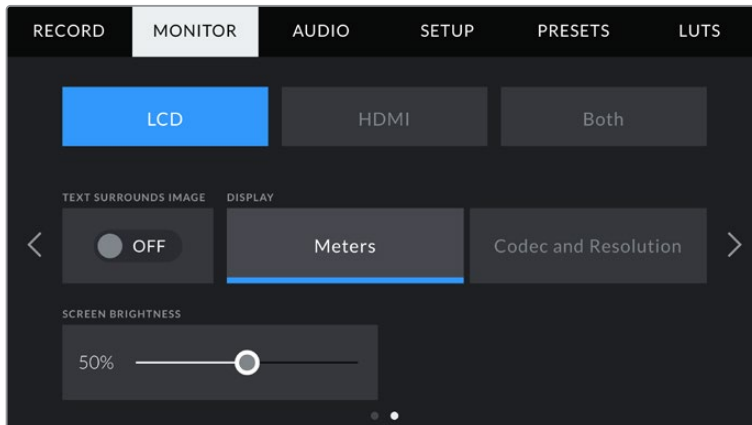 RECORD MONITOR AUDIO SETUP PRESETS LUTS
LCD HDMI Both
TEXT SURROUNDS IMAGE DISPLAY
OFF Meters Codec and Resolution
SCREEN BRIGHTNESS
50%